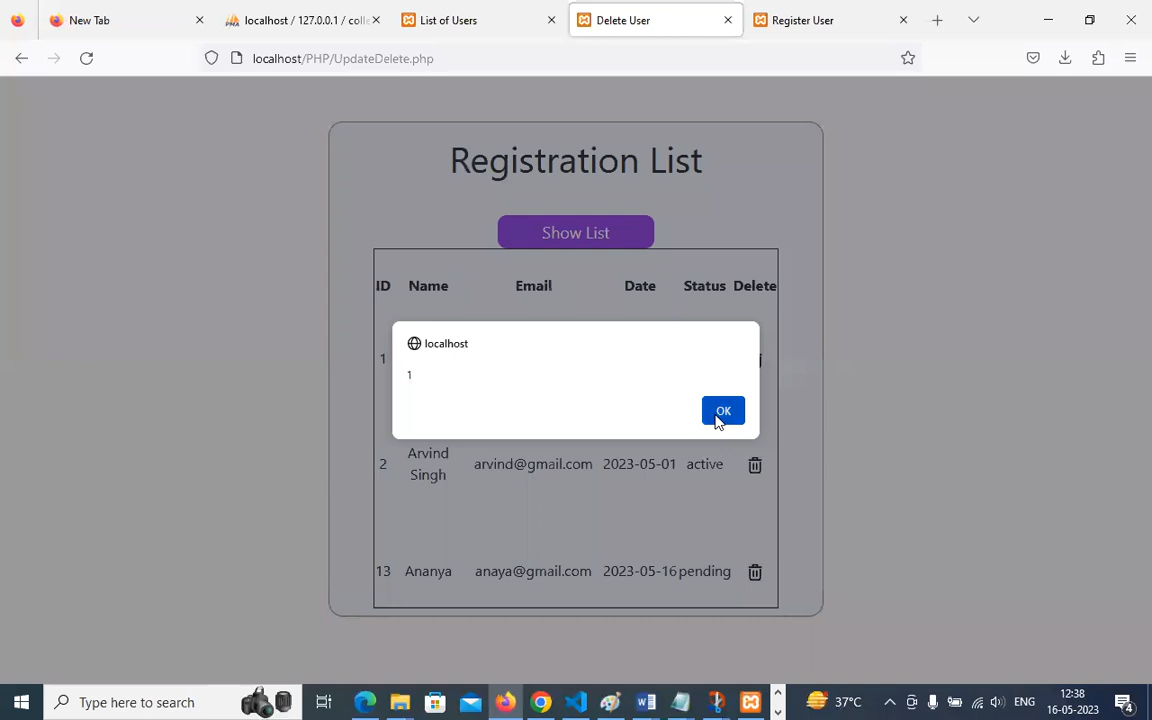 New Tab
localhost / 127.0.0.1 / colle
List of Users
Delete User
Register User
localhost/PHP/UpdateDelete.php
Registration List
Show List
ID Name Email Date Status Delete
localhost
1
1
OK
2 Arvind Singh arvind@gmail.com 2023-05-01 active
13 Ananya anaya@gmail.com 2023-05-16 pending
Type here to search
37°C
ENG
12:38
16-05-2023
4